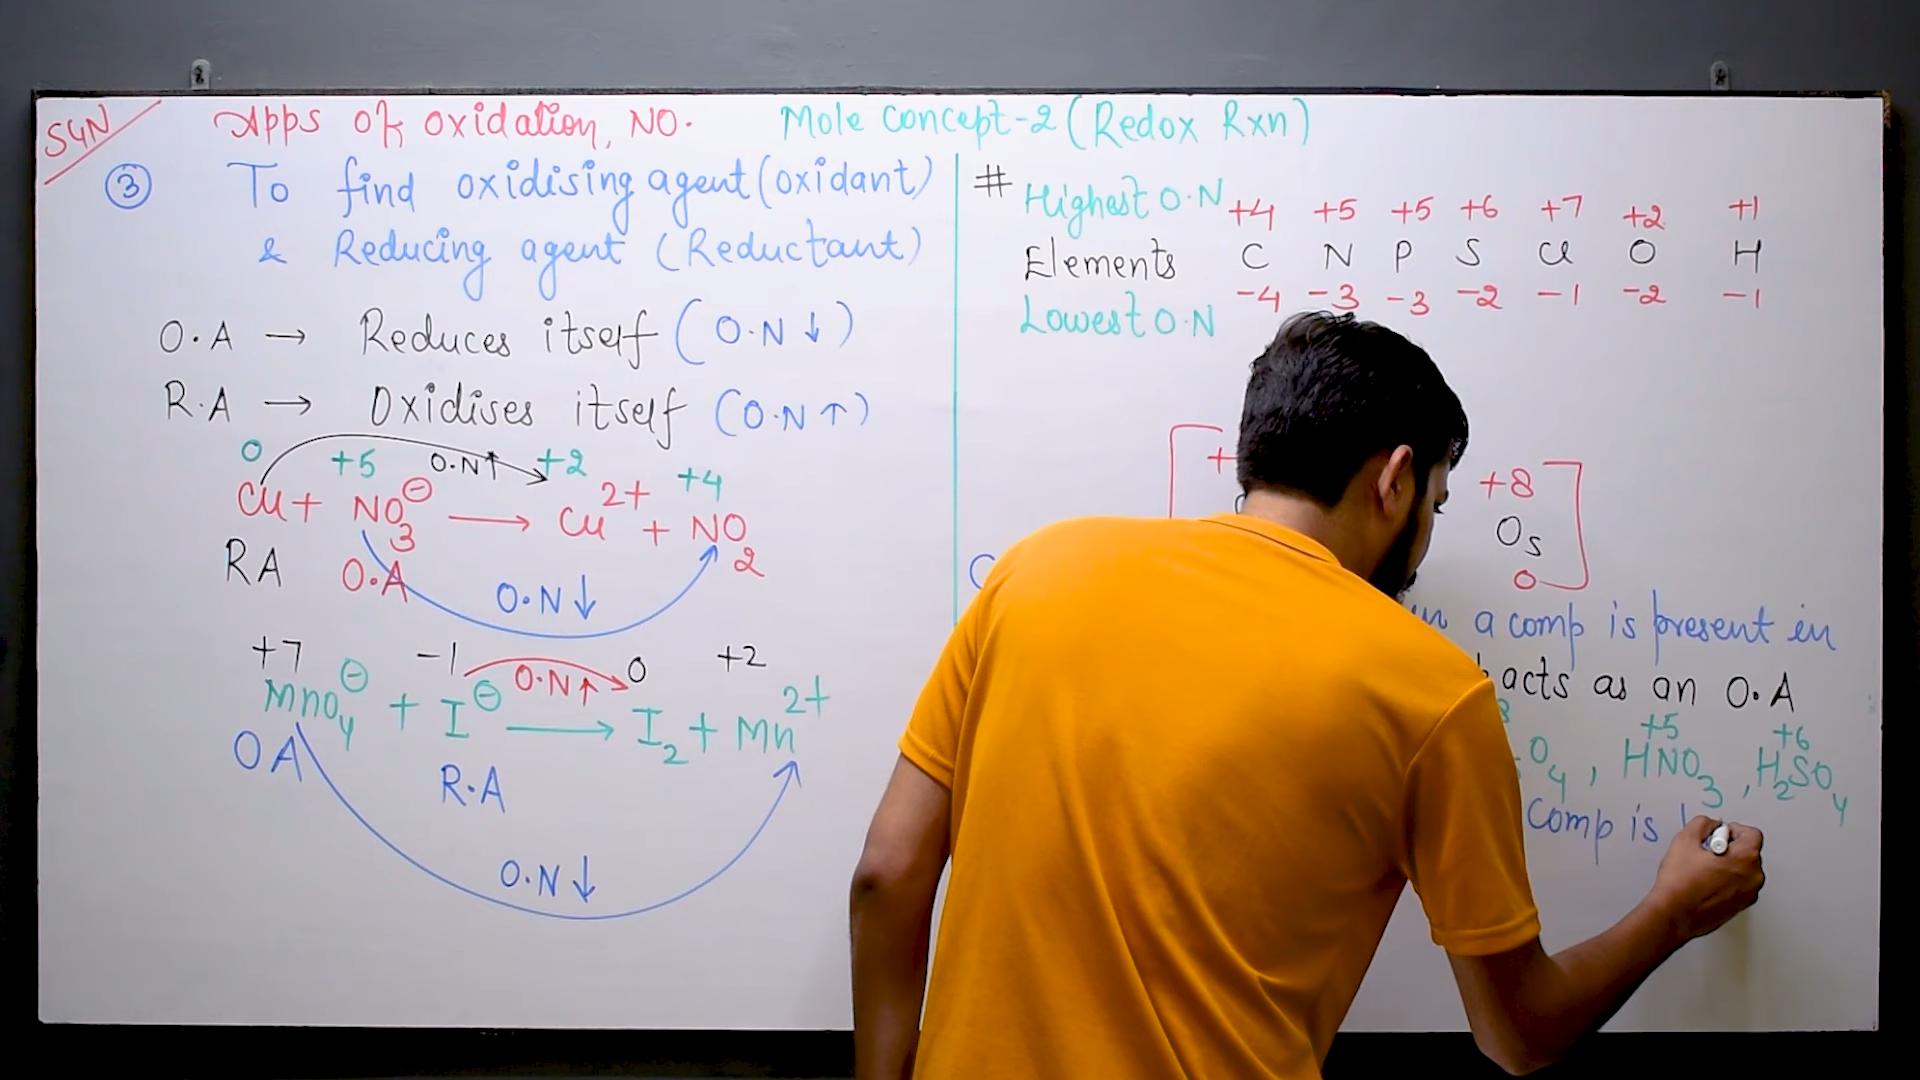 SGN
Apps of oxidation, NO.
Mole concept-2 (Redox Rxn)
③ To find oxidising agent (oxidant)
& Reducing agent (Reductant)
O.A → Reduces itself (O.N ↓)
R.A → Oxidises itself (O.N ↑)
0 +5 O.N↑ +2 +4
Cu + NO₃⊖ → Cu²⁺ + NO₂
RA O.A O.N↓
+7 -1 O.N↑ 0 +2
MnO₄⊖ + I⊖ → I₂ + Mn²⁺
OA R.A
O.N↓
# Highest O.N +4 +5 +5 +6 +7 +2 +1
Elements C N P S Cl O H
Lowest O.N -4 -3 -3 -2 -1 -2 -1
+8
Os
0
a comp is present in
acts as an O.A
+5 +6
O₄, HNO₃, H₂SO₄
Comp is